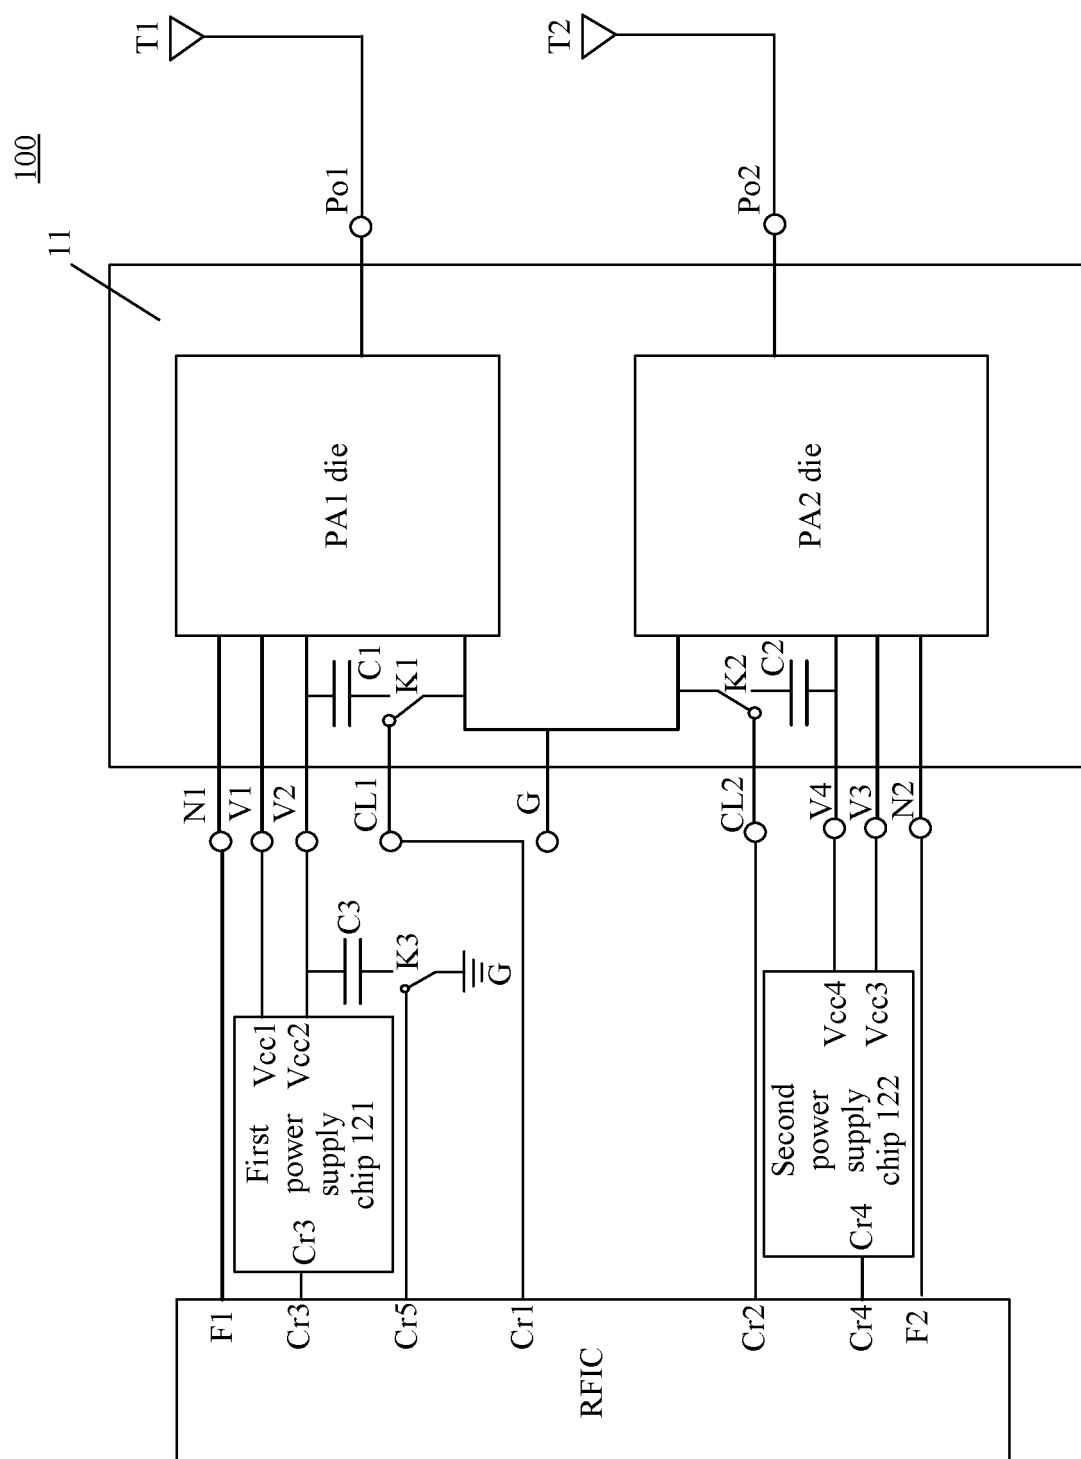 100
11
T1
T2
Po1
Po2
PA1 die
PA2 die
C1
K1
K2
C2
N1
V1
V2
CL1
G
CL2
V4
V3
N2
C3
K3
G
Vcc1
Vcc2
First
power
supply
chip 121
Cr3
Vcc4
Vcc3
Second
power
supply
chip 122
Cr4
F1
Cr3
Cr5
Cr1
Cr2
Cr4
F2
RFIC